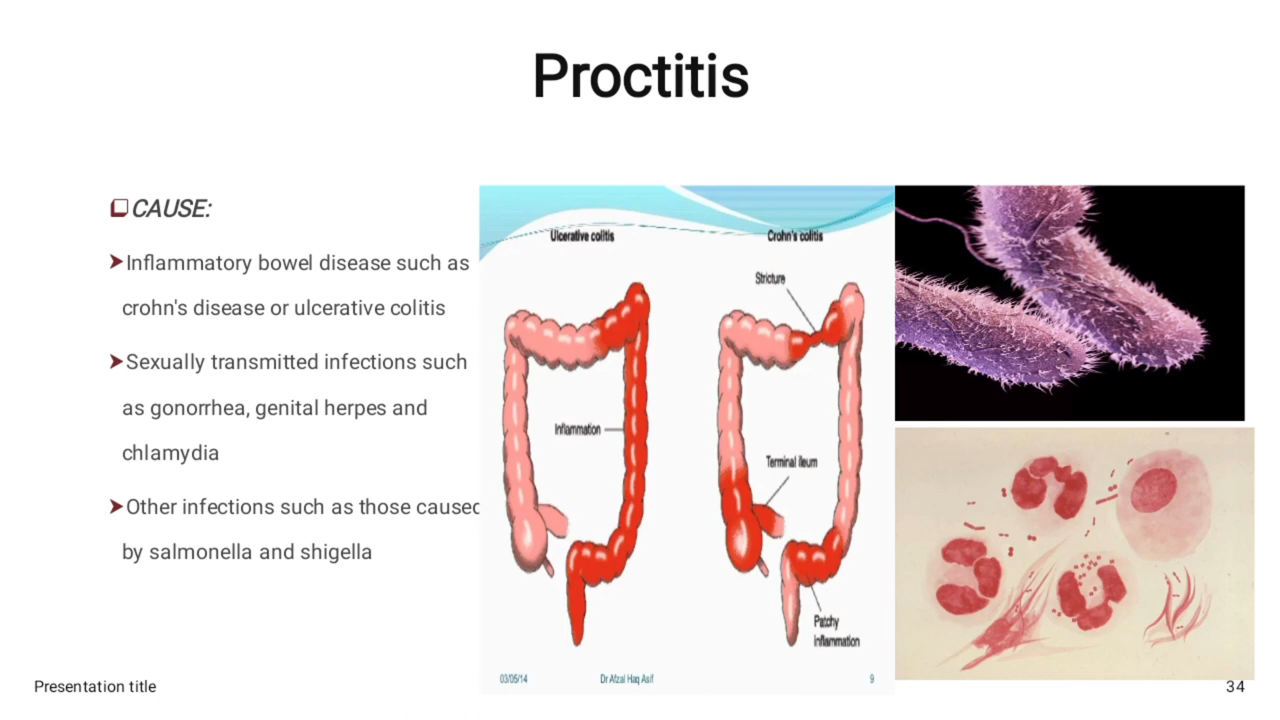 Proctitis
CAUSE:
Inflammatory bowel disease such as
crohn's disease or ulcerative colitis
Sexually transmitted infections such
as gonorrhea, genital herpes and
chlamydia
Other infections such as those caused
by salmonella and shigella
Ulcerative colitis
Crohn's colitis
Stricture
Inflammation
Terminal ileum
Patchy
inflammation
03/05/14
Dr Afzal Haq Asif
9
Presentation title
34